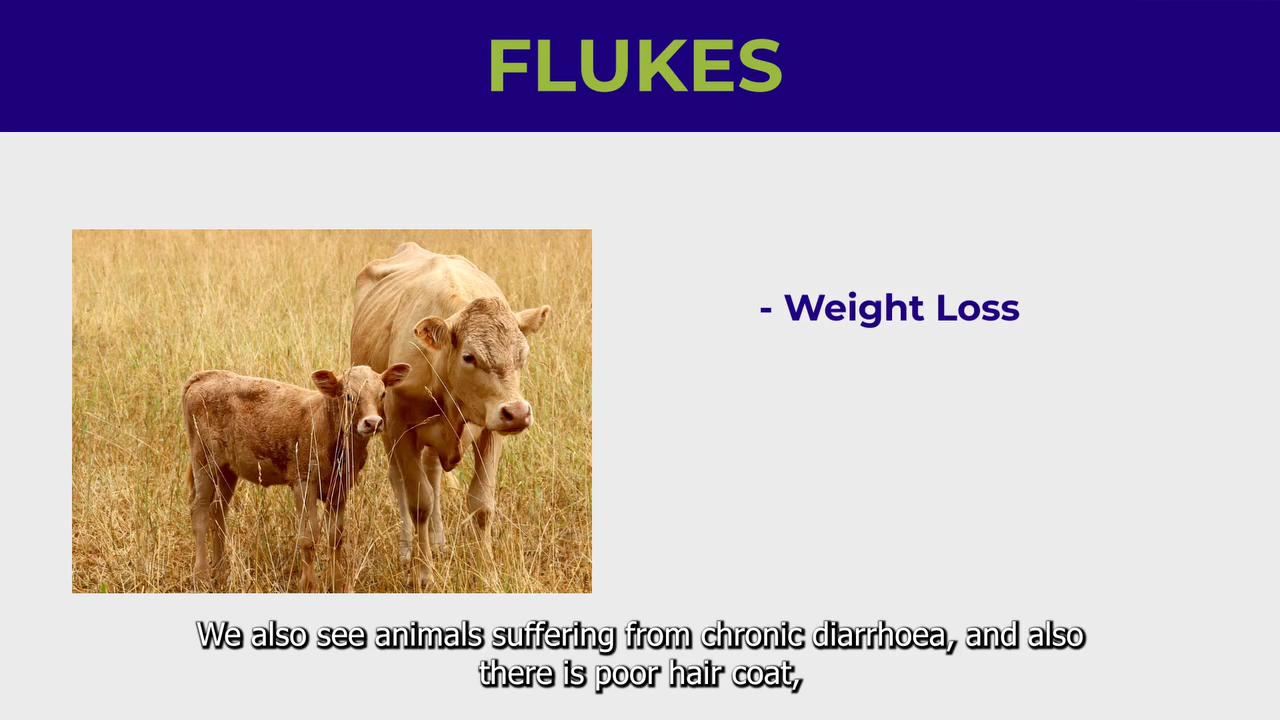 FLUKES
- Weight Loss
We also see animals suffering from chronic diarrhoea, and also
there is poor hair coat,